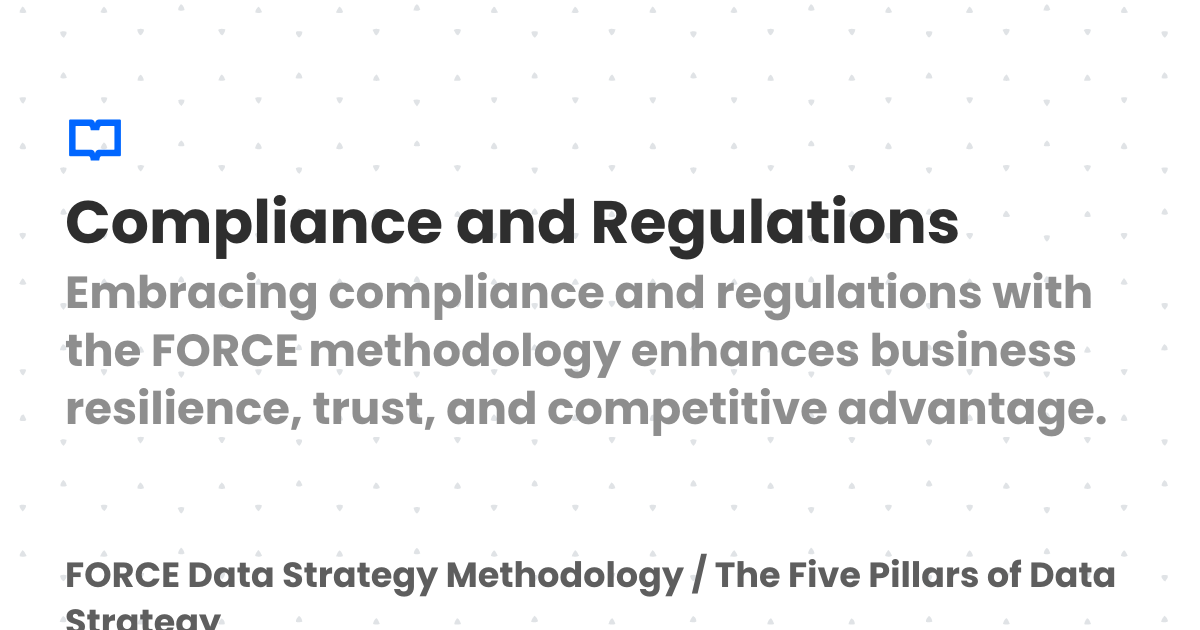 Compliance and Regulations
Embracing compliance and regulations with
the FORCE methodology enhances business
resilience, trust, and competitive advantage.
FORCE Data Strategy Methodology / The Five Pillars of Data
Strategy